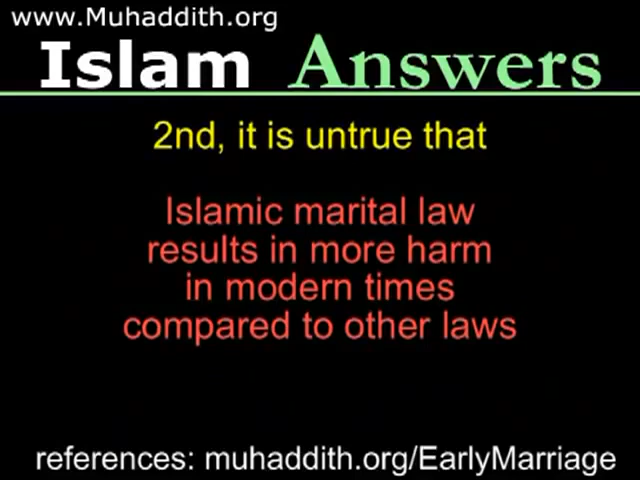 www.Muhaddith.org
Islam Answers
2nd, it is untrue that
Islamic marital law
results in more harm
in modern times
compared to other laws
references: muhaddith.org/EarlyMarriage